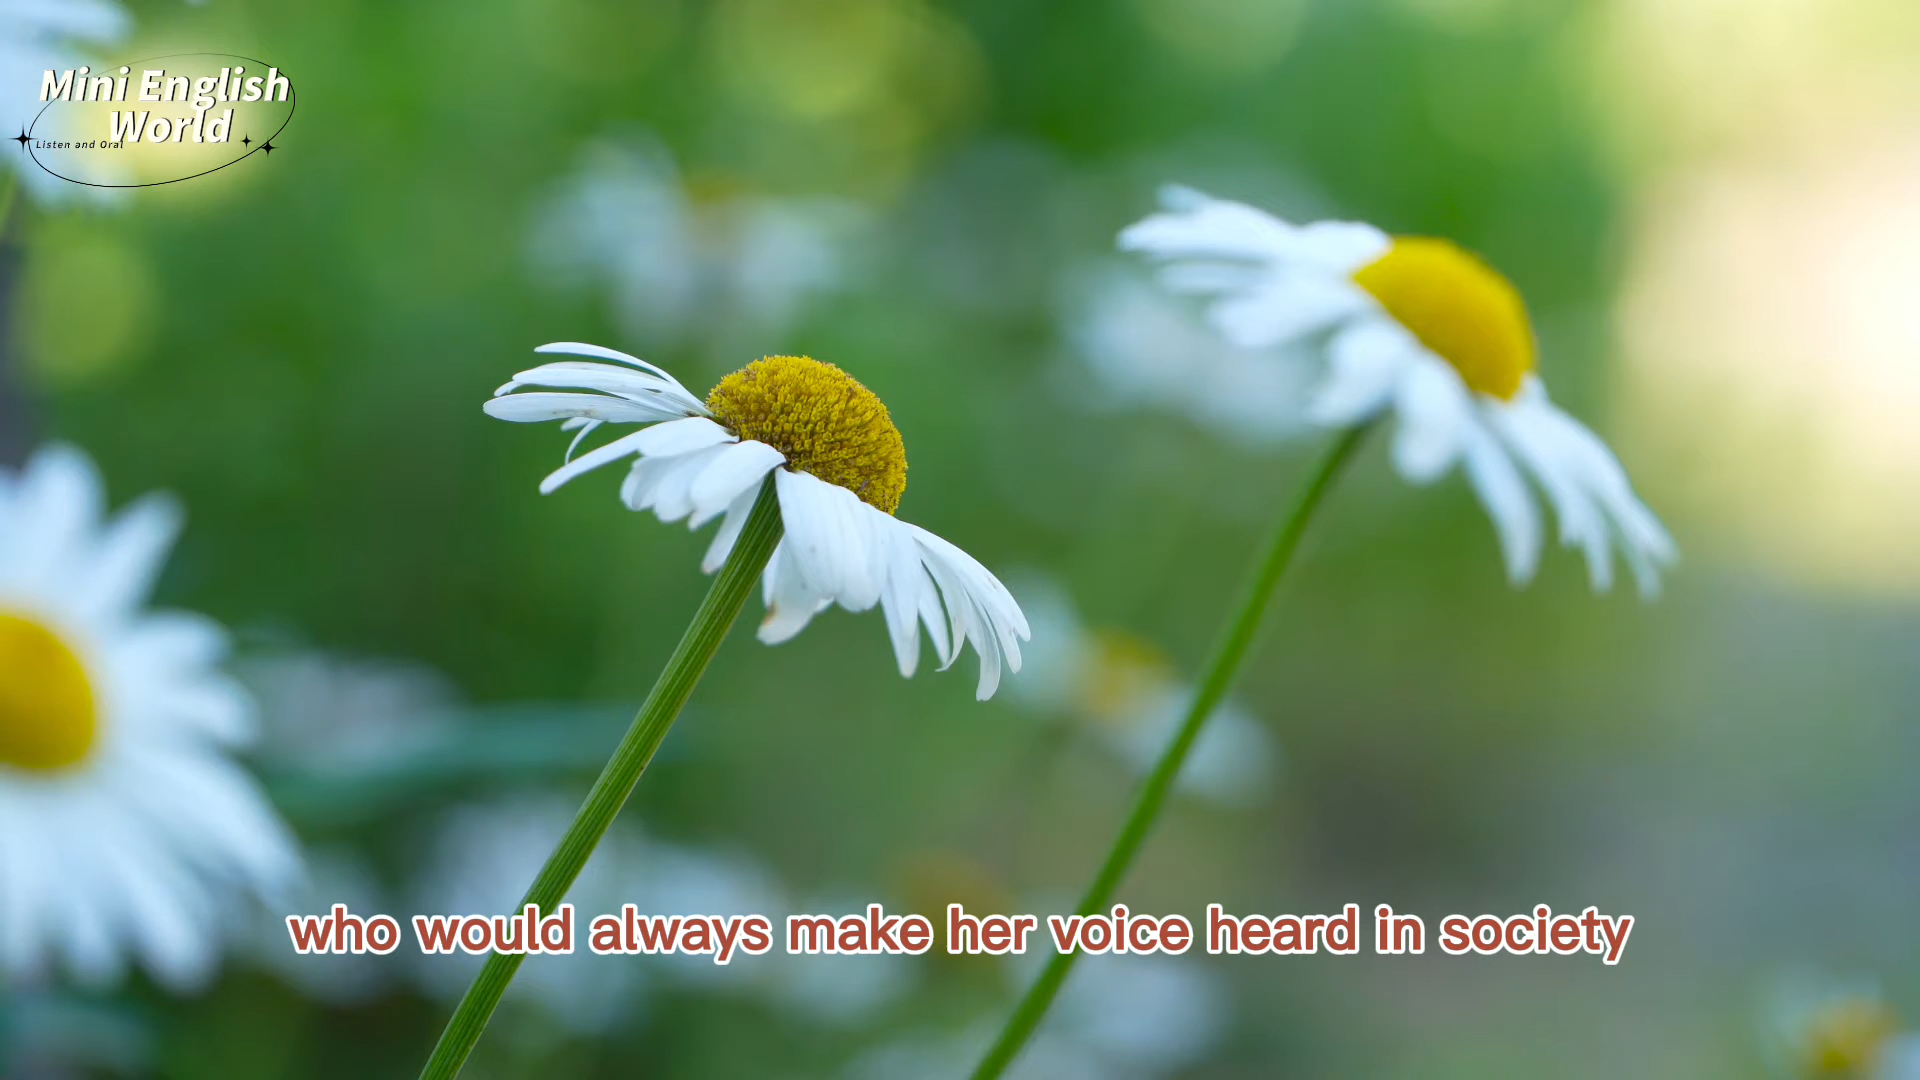 Mini English
World
Listen and Oral
who would always make her voice heard in society